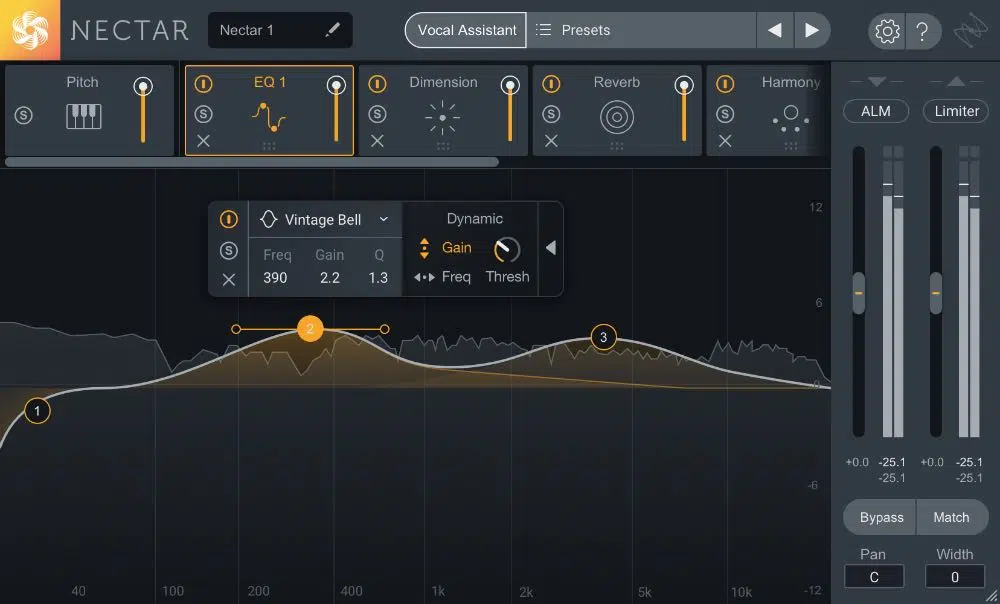 NECTAR
Nectar 1
Vocal Assistant
Presets
?
Pitch
EQ 1
Dimension
Reverb
Harmony
S
S
S
S
S
ALM
Limiter
Vintage Bell
Dynamic
S
Freq Gain Q
Gain
390 2.2 1.3
Freq Thresh
12
6
0
-6
-12
1
2
3
+0.0 -25.1 +0.0 -25.1
-25.1 -25.1
Bypass Match
Pan Width
C 0
40 100 200 400 1k 2k 5k 10k